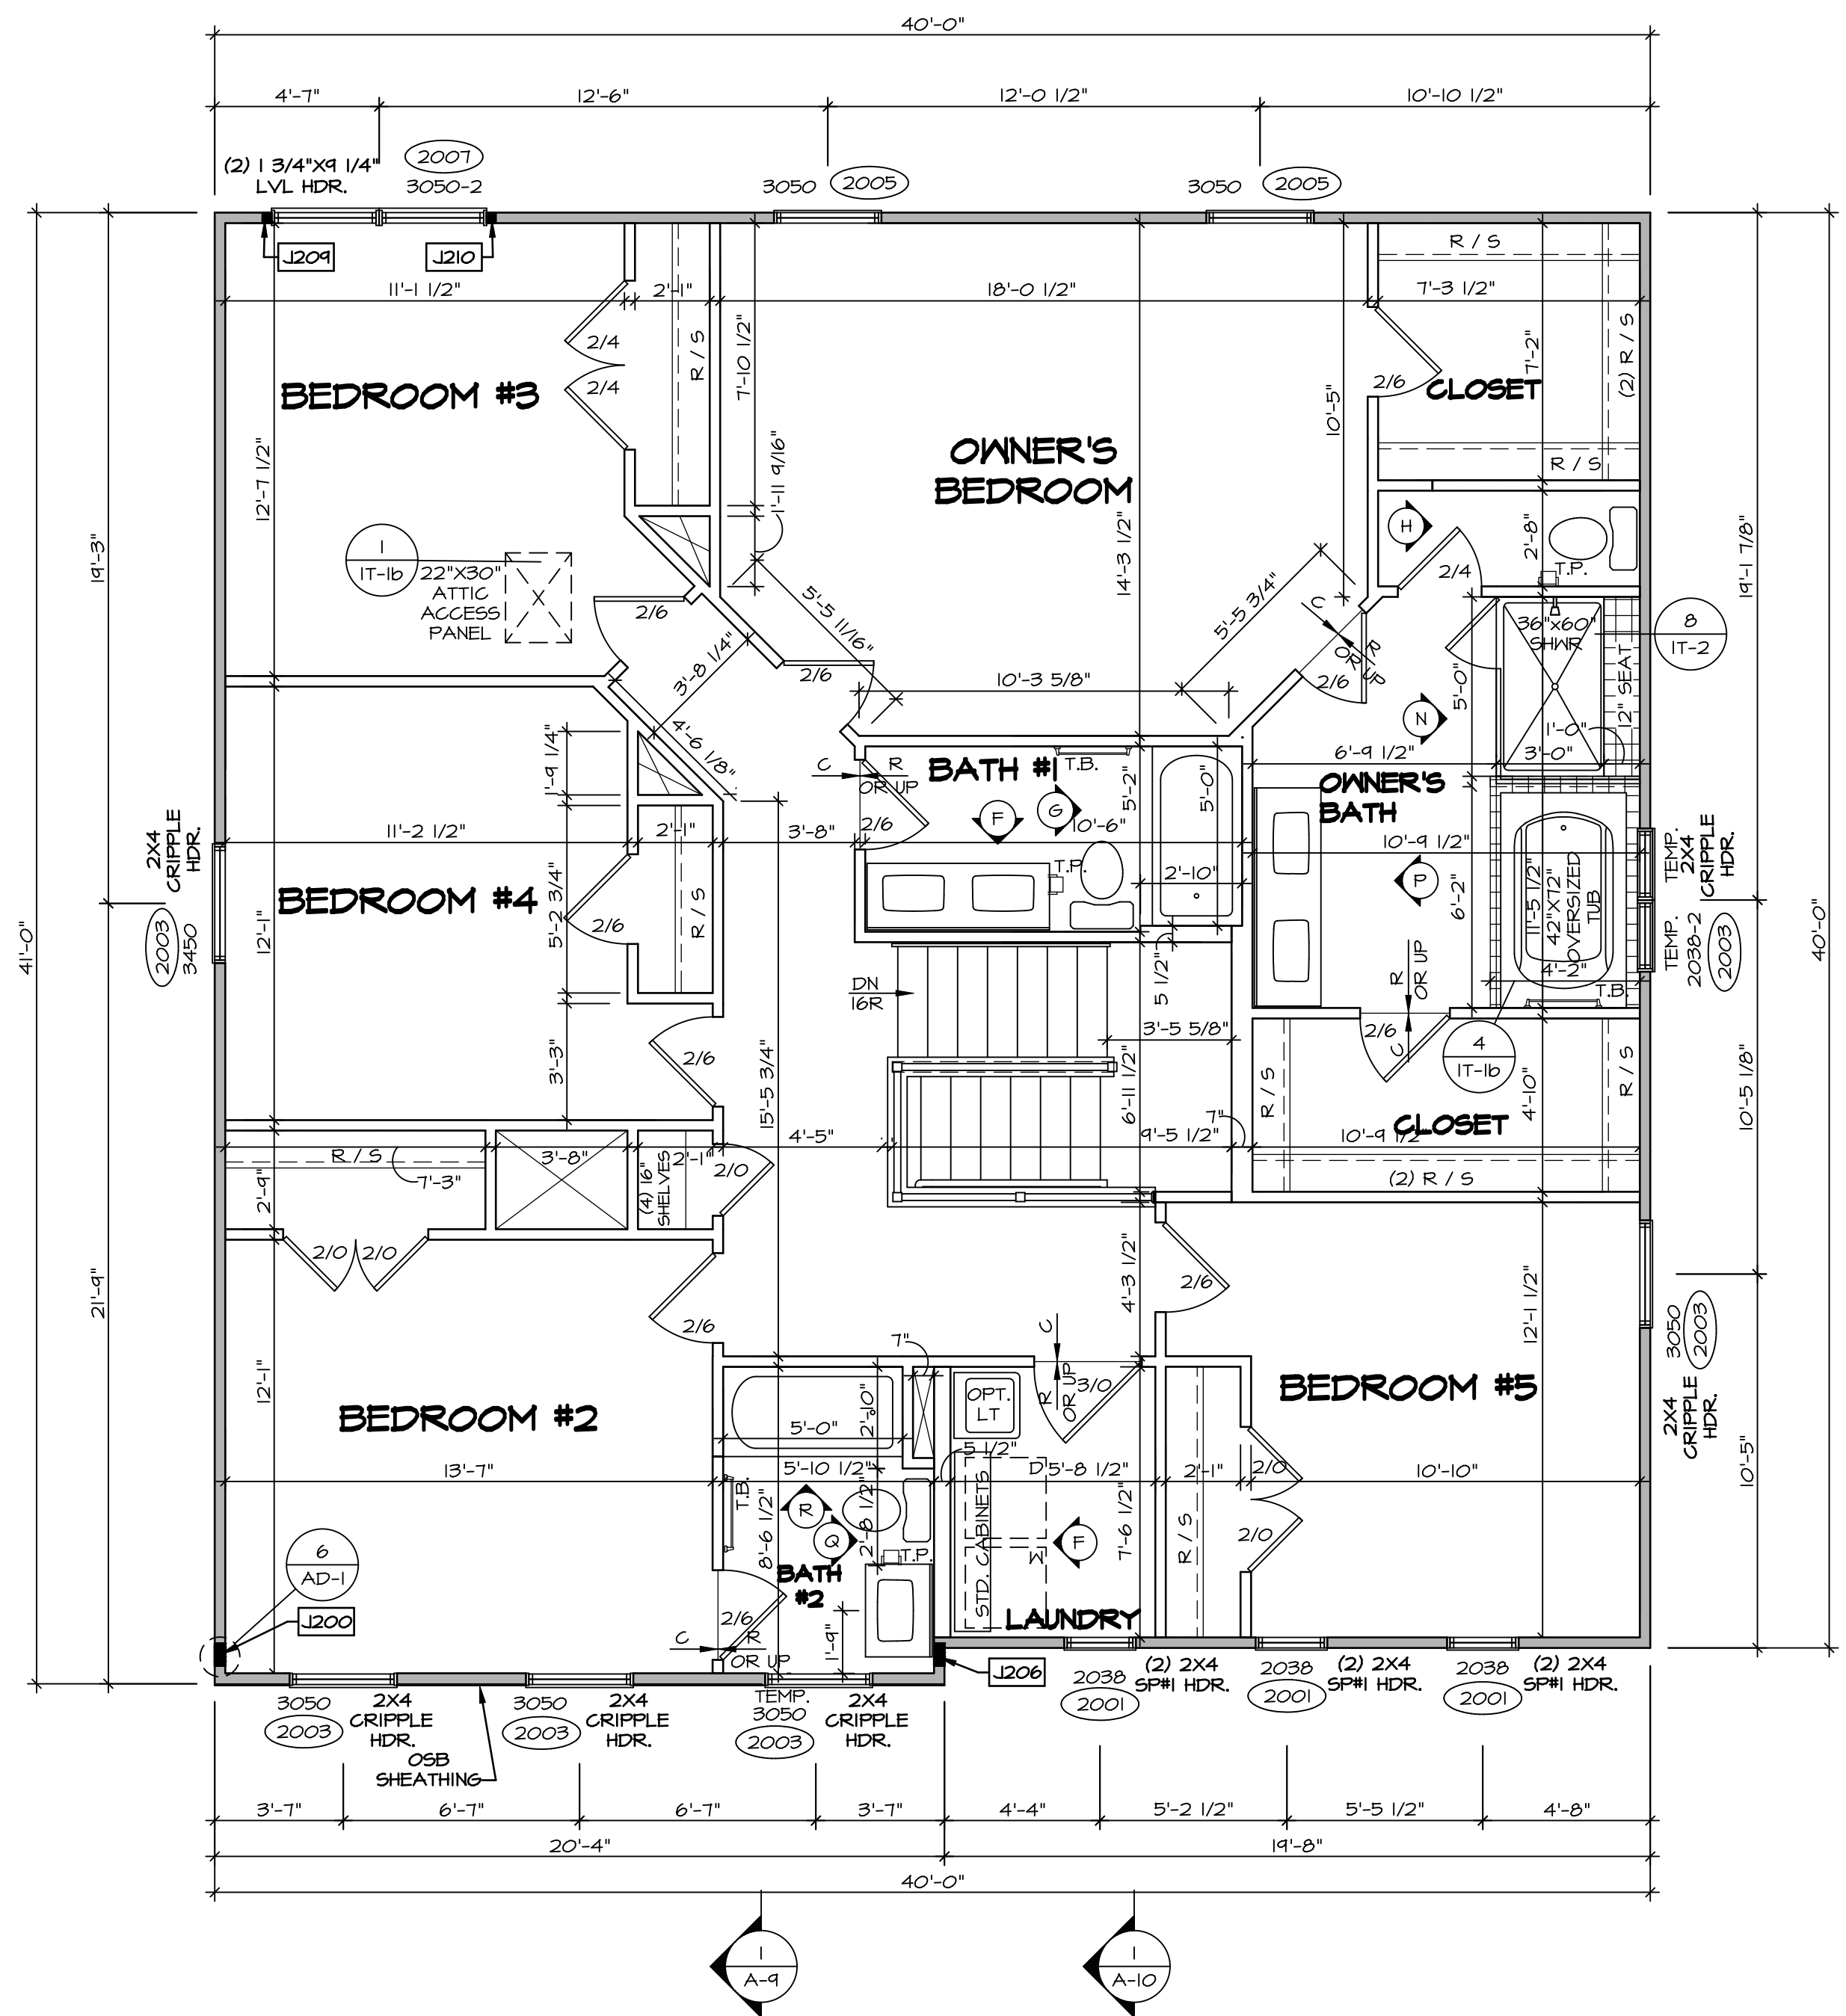 40'-0"
4'-7"
12'-6"
12'-0 1/2"
10'-10 1/2"
(2) 1 3/4"X9 1/4"
LVL HDR.
2007
3050-2
3050
2005
3050
2005
J209
J210
R / S
11'-1 1/2"
2'-1"
18'-0 1/2"
7'-3 1/2"
2/4
2/4
R / S
7'-10 1/2"
BEDROOM #3
OWNER'S
BEDROOM
2/6
CLOSET
7'-2"
(2) R / S
10'-5"
R / S
12'-7 1/2"
1'-11 9/16"
14'-3 1/2"
H
2'-8"
2/4
T.P.
1
IT-1b
22"X30"
ATTIC
ACCESS
PANEL
2/6
5'-5 11/16"
5'-5 3/4"
C
R
OR UP
2/6
36"x60"
SHWR
8
IT-2
12" SEAT
19'-3"
19'-1 7/8"
3'-8 1/4"
2/6
10'-3 5/8"
5'-0"
N
1'-0"
3'-0"
6'-9 1/2"
4'-6 1/8"
1'-9 1/4"
C
R
OR UP
BATH #1
T.B.
5'-2"
5'-0"
OWNER'S
BATH
2/6
F
G
10'-6"
11'-2 1/2"
2'-1"
3'-8"
10'-9 1/2"
2X4
CRIPPLE
HDR.
2003
3450
41'-0"
BEDROOM #4
12'-1"
5'-2 3/4"
2/6
R / S
T.P.
2'-10"
P
6'-2"
11'-5 1/2"
42"X72"
OVERSIZED
TUB
4'-2"
T.B.
TEMP.
2X4
CRIPPLE
HDR.
TEMP.
2038-2
2003
40'-0"
DN
16R
5 1/2"
R
OR UP
2/6
C
4
IT-1b
3'-3"
2/6
15'-5 3/4"
3'-5 5/8"
6'-11 1/2"
R / S
4'-10"
R / S
CLOSET
10'-5 1/8"
R / S
7'-3"
3'-8"
2'-1"
(4) 16"
SHELVES
2/0
4'-5"
9'-5 1/2"
7"
10'-9 1/2"
(2) R / S
2'-9"
2/0
2/0
21'-9"
2/6
4'-3 1/2"
2/6
12'-1 1/2"
3050
2003
2X4
CRIPPLE
HDR.
12'-1"
BEDROOM #2
7"
C
R
OR UP
3/0
OPT.
LT
BEDROOM #5
5'-0"
2'-10"
13'-7"
5'-10 1/2"
5 1/2"
D
5'-8 1/2"
2'-1"
2/0
10'-10"
10'-5"
T.B.
8'-6 1/2"
R
Q
2'-8 1/2"
T.P.
STD. CABINETS
W
F
7'-6 1/2"
R / S
2/0
6
AD-1
J200
BATH
#2
2/6
C
R
OR UP
1'-9"
LAUNDRY
J206
3050
2003
2X4
CRIPPLE
HDR.
3050
2003
2X4
CRIPPLE
HDR.
TEMP.
3050
2003
2X4
CRIPPLE
HDR.
2038
2001
(2) 2X4
SP#1 HDR.
2038
2001
(2) 2X4
SP#1 HDR.
2038
2001
(2) 2X4
SP#1 HDR.
OSB
SHEATHING
3'-7"
6'-7"
6'-7"
3'-7"
4'-4"
5'-2 1/2"
5'-5 1/2"
4'-8"
20'-4"
19'-8"
40'-0"
1
A-9
1
A-10